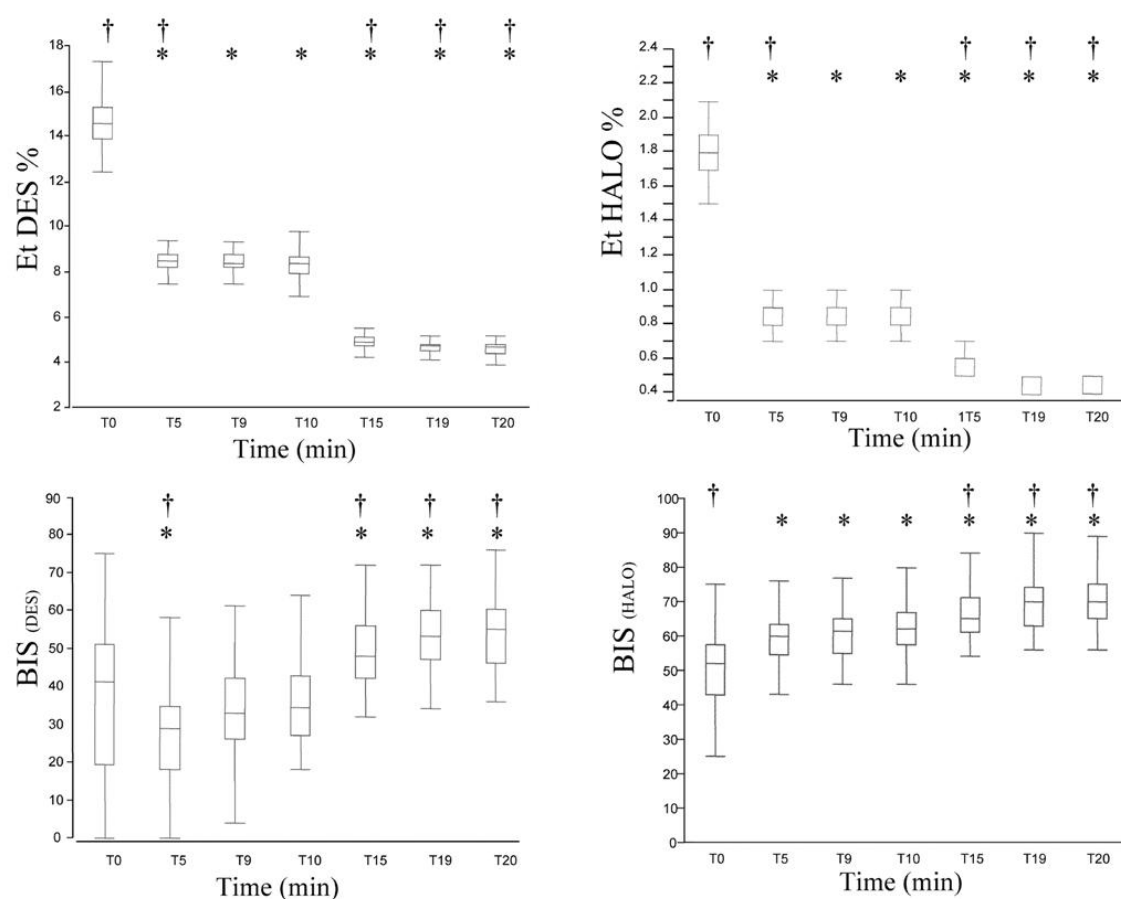 † † † † †
* * * * * *
18
16
14
12
10
8
6
4
2
Et DES %
T0 T5 T9 T10 T15 T19 T20
Time (min)
† † † † †
* * * * * *
2.4
2.2
2.0
1.8
1.6
1.4
1.2
1.0
0.8
0.6
0.4
Et HALO %
T0 T5 T9 T10 1T5 T19 T20
Time (min)
† † † †
* * * *
90
80
70
60
50
40
30
20
10
0
BIS (DES)
T0 T5 T9 T10 T15 T19 T20
Time (min)
† † † †
* * * * * *
100
90
80
70
60
50
40
30
20
10
0
BIS (HALO)
T0 T5 T9 T10 T15 T19 T20
Time (min)